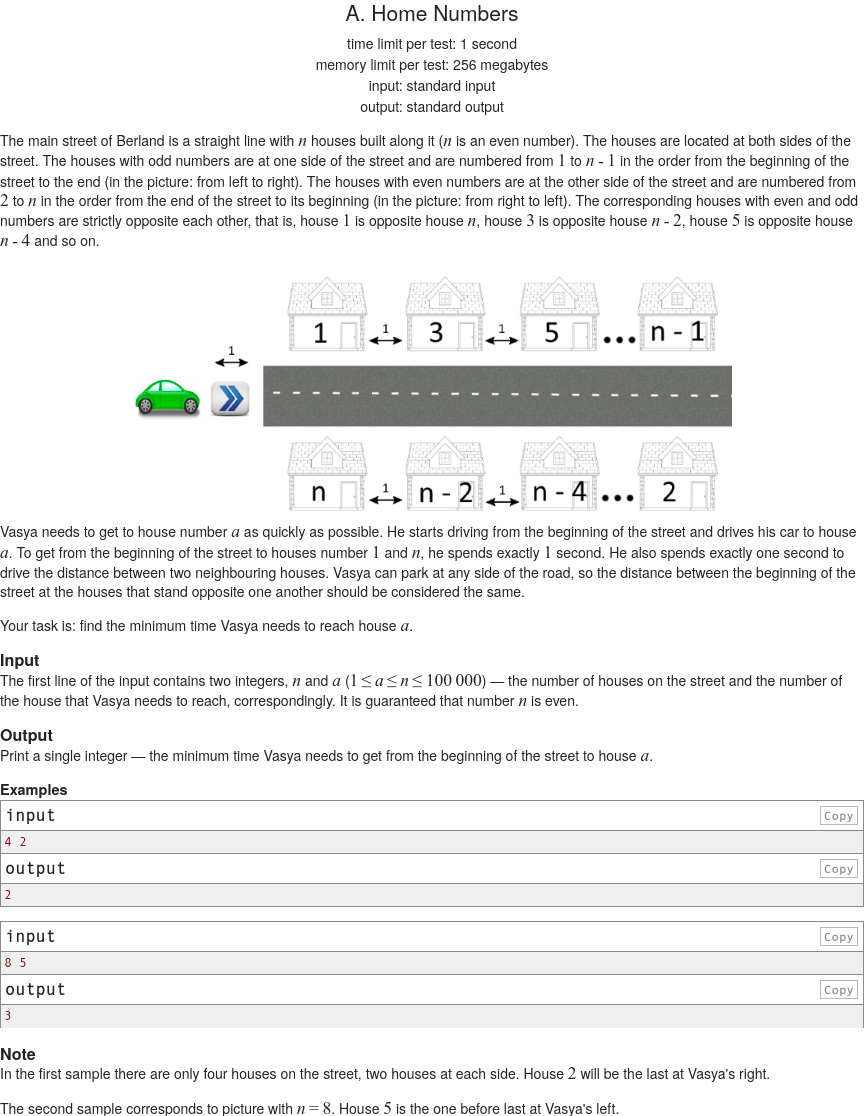 A. Home Numbers
time limit per test: 1 second
memory limit per test: 256 megabytes
input: standard input
output: standard output
The main street of Berland is a straight line with n houses built along it (n is an even number). The houses are located at both sides of the
street. The houses with odd numbers are at one side of the street and are numbered from 1 to n - 1 in the order from the beginning of the
street to the end (in the picture: from left to right). The houses with even numbers are at the other side of the street and are numbered from
2 to n in the order from the end of the street to its beginning (in the picture: from right to left). The corresponding houses with even and odd
numbers are strictly opposite each other, that is, house 1 is opposite house n, house 3 is opposite house n - 2, house 5 is opposite house
n - 4 and so on.
1 1 3 1 5 ... n - 1
1
n 1 n - 2 1 n - 4 ... 2
Vasya needs to get to house number a as quickly as possible. He starts driving from the beginning of the street and drives his car to house
a. To get from the beginning of the street to houses number 1 and n, he spends exactly 1 second. He also spends exactly one second to
drive the distance between two neighbouring houses. Vasya can park at any side of the road, so the distance between the beginning of the
street at the houses that stand opposite one another should be considered the same.
Your task is: find the minimum time Vasya needs to reach house a.
Input
The first line of the input contains two integers, n and a (1 ≤ a ≤ n ≤ 100 000) — the number of houses on the street and the number of
the house that Vasya needs to reach, correspondingly. It is guaranteed that number n is even.
Output
Print a single integer — the minimum time Vasya needs to get from the beginning of the street to house a.
Examples
input Copy
4 2
output Copy
2
input Copy
8 5
output Copy
3
Note
In the first sample there are only four houses on the street, two houses at each side. House 2 will be the last at Vasya's right.
The second sample corresponds to picture with n = 8. House 5 is the one before last at Vasya's left.